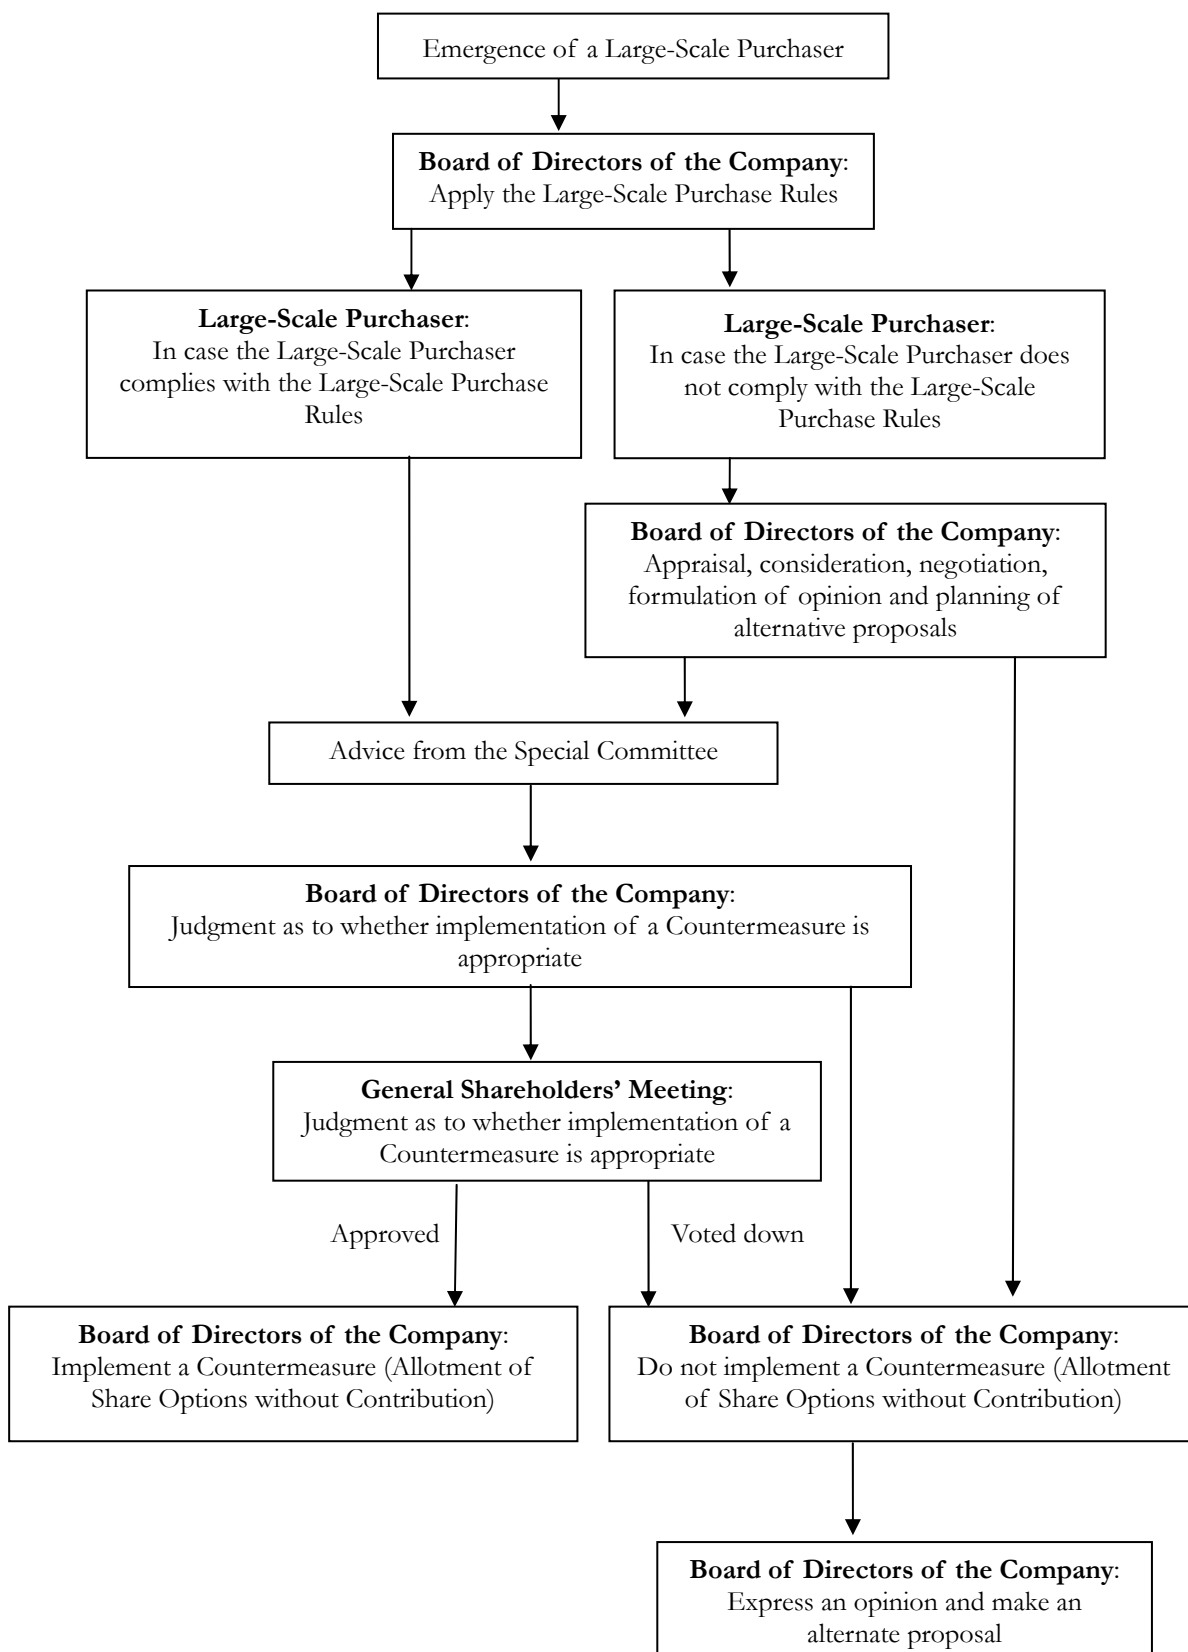 Emergence of a Large-Scale Purchaser
Board of Directors of the Company:
Apply the Large-Scale Purchase Rules
Large-Scale Purchaser:
In case the Large-Scale Purchaser
complies with the Large-Scale Purchase
Rules
Large-Scale Purchaser:
In case the Large-Scale Purchaser does
not comply with the Large-Scale
Purchase Rules
Board of Directors of the Company:
Appraisal, consideration, negotiation,
formulation of opinion and planning of
alternative proposals
Advice from the Special Committee
Board of Directors of the Company:
Judgment as to whether implementation of a Countermeasure is
appropriate
General Shareholders’ Meeting:
Judgment as to whether implementation of a
Countermeasure is appropriate
Approved
Voted down
Board of Directors of the Company:
Implement a Countermeasure (Allotment of
Share Options without Contribution)
Board of Directors of the Company:
Do not implement a Countermeasure (Allotment
of Share Options without Contribution)
Board of Directors of the Company:
Express an opinion and make an
alternate proposal